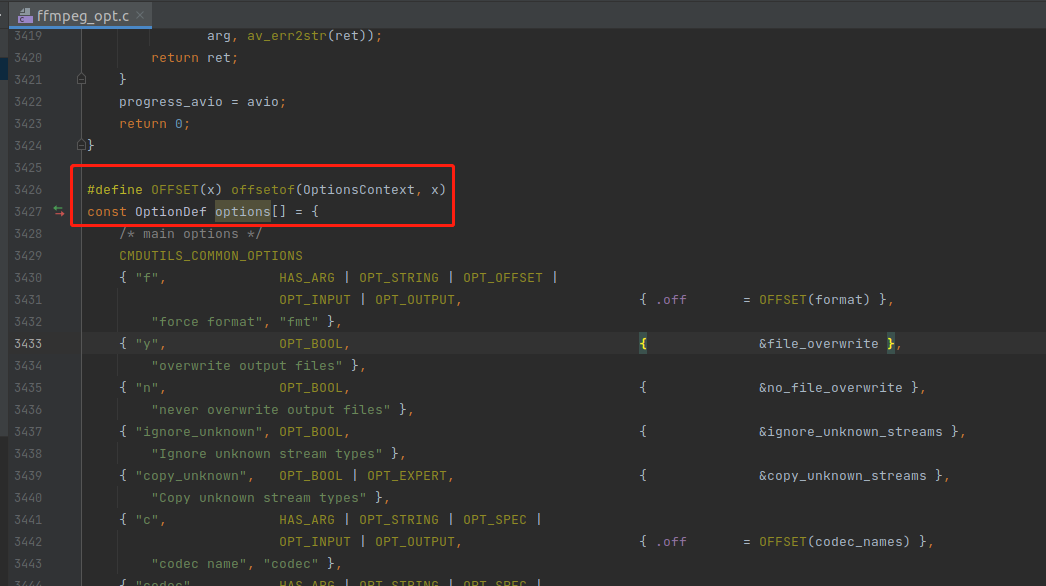 ffmpeg_opt.c
3419 arg, av_err2str(ret));
3420 return ret;
3421 }
3422 progress_avio = avio;
3423 return 0;
3424 }
3425
3426 #define OFFSET(x) offsetof(OptionsContext, x)
3427 const OptionDef options[] = {
3428 /* main options */
3429 CMDUTILS_COMMON_OPTIONS
3430 { "f", HAS_ARG | OPT_STRING | OPT_OFFSET |
3431 OPT_INPUT | OPT_OUTPUT, { .off = OFFSET(format) },
3432 "force format", "fmt" },
3433 { "y", OPT_BOOL, { &file_overwrite },
3434 "overwrite output files" },
3435 { "n", OPT_BOOL, { &no_file_overwrite },
3436 "never overwrite output files" },
3437 { "ignore_unknown", OPT_BOOL, { &ignore_unknown_streams },
3438 "Ignore unknown stream types" },
3439 { "copy_unknown", OPT_BOOL | OPT_EXPERT, { &copy_unknown_streams },
3440 "Copy unknown stream types" },
3441 { "c", HAS_ARG | OPT_STRING | OPT_SPEC |
3442 OPT_INPUT | OPT_OUTPUT, { .off = OFFSET(codec_names) },
3443 "codec name", "codec" },
3444 { "codec", HAS_ARG | OPT_STRING | OPT_SPEC |